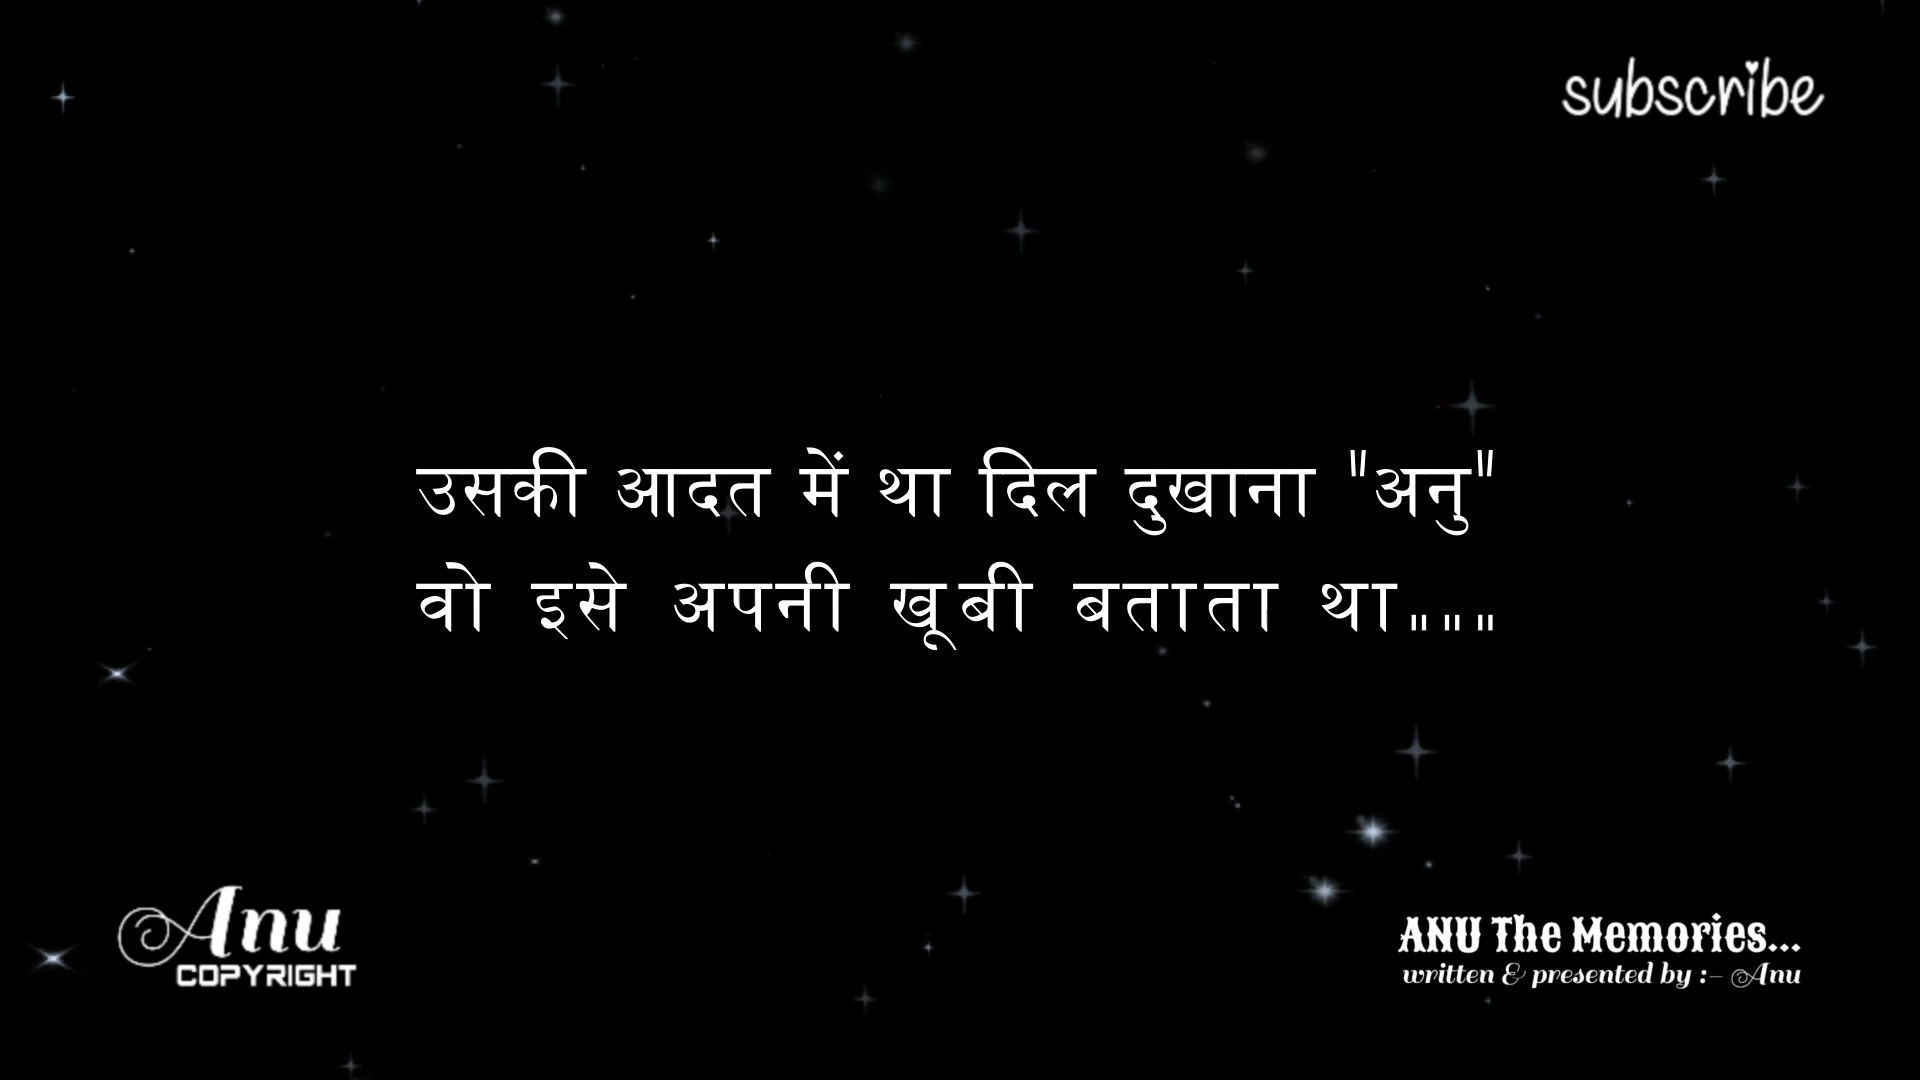 subscribe
उसकी आदत में था दिल दुखाना "अनु"
वो इसे अपनी खूबी बताता था"""
Anu
COPYRIGHT
ANU The Memories...
written & presented by :- Anu